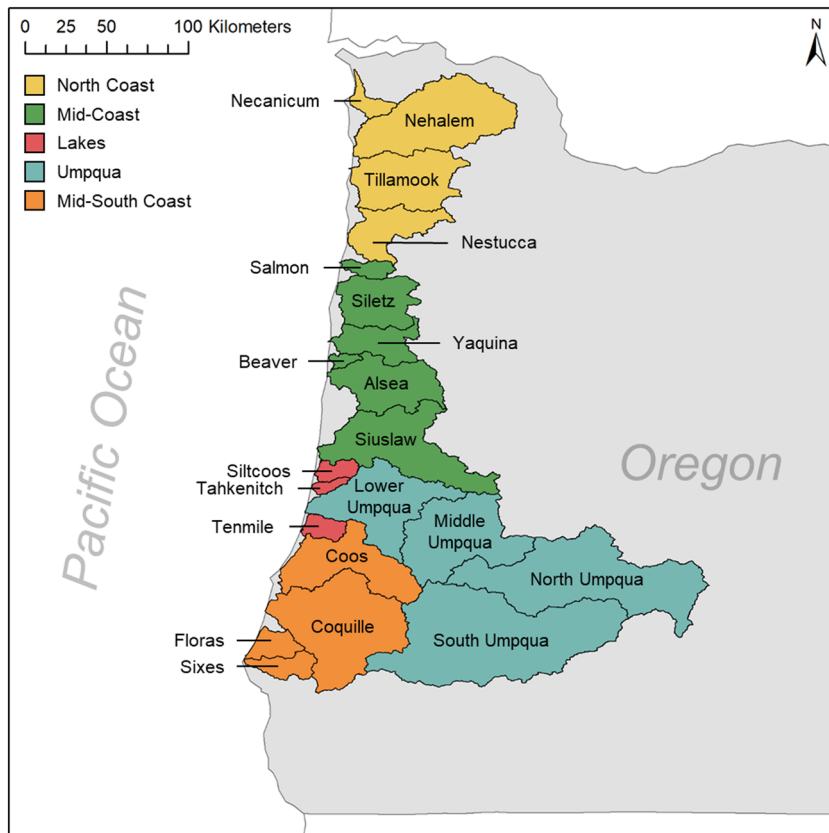 0 25 50 100 Kilometers
N
North Coast
Mid-Coast
Lakes
Umpqua
Mid-South Coast
Necanicum
Nehalem
Tillamook
Nestucca
Salmon
Siletz
Yaquina
Beaver
Alsea
Siuslaw
Siltcoos
Tahkenitch
Lower
Umpqua
Tenmile
Middle
Umpqua
Coos
North Umpqua
Coquille
South Umpqua
Floras
Sixes
Pacific Ocean
Oregon